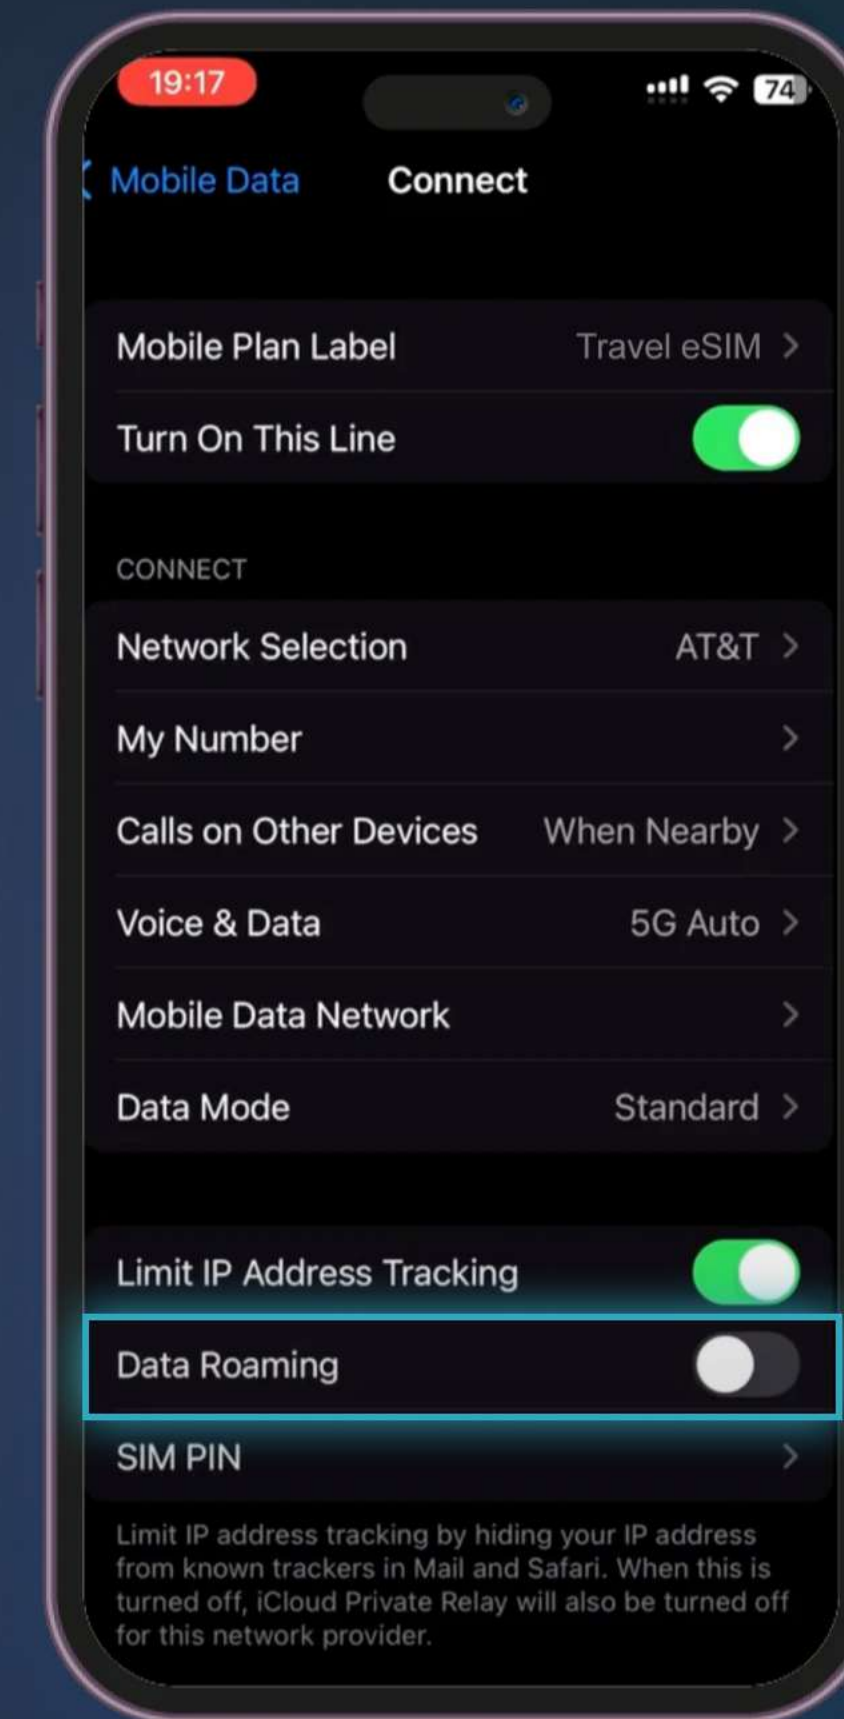 19:17
74
Mobile Data
Connect
Mobile Plan Label
Travel eSIM
Turn On This Line
CONNECT
Network Selection
AT&T
My Number
Calls on Other Devices
When Nearby
Voice & Data
5G Auto
Mobile Data Network
Data Mode
Standard
Limit IP Address Tracking
Data Roaming
SIM PIN
Limit IP address tracking by hiding your IP address
from known trackers in Mail and Safari. When this is
turned off, iCloud Private Relay will also be turned off
for this network provider.